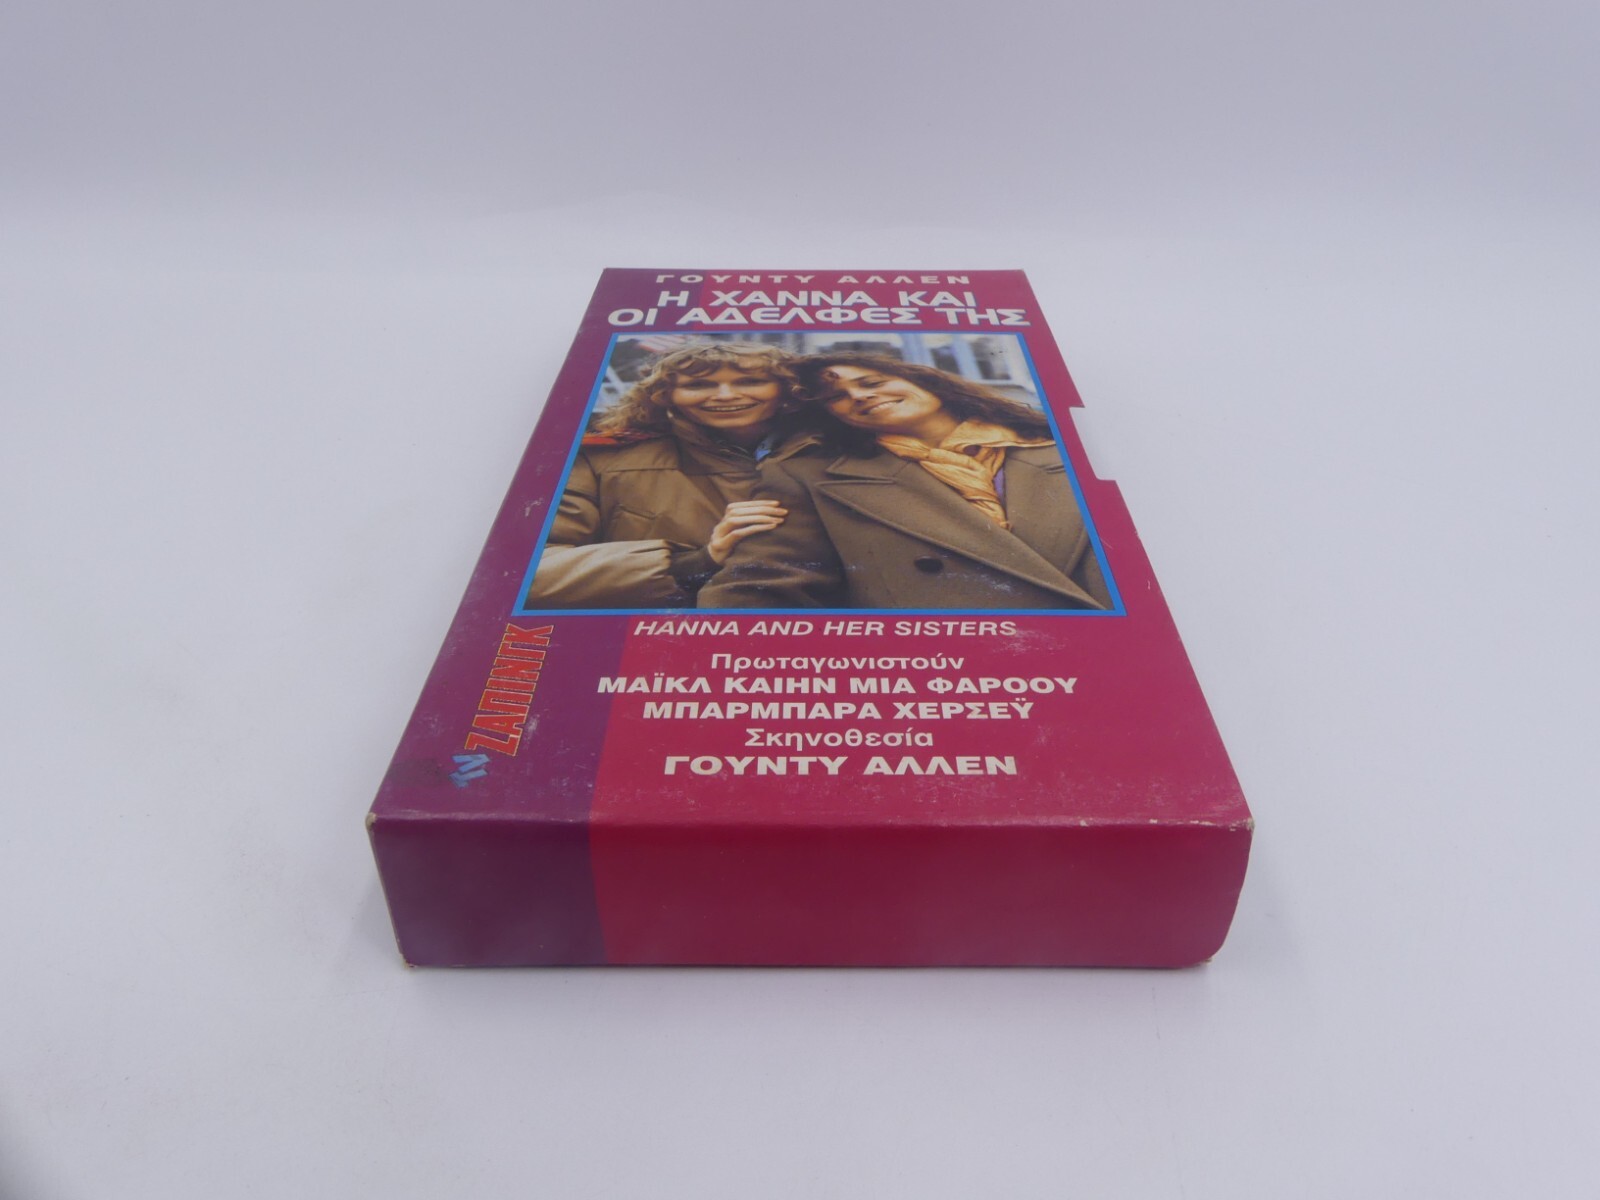 ΓΟΥΝΤΥ ΑΛΛΕΝ
Η ΧΑΝΝΑ ΚΑΙ
ΟΙ ΑΔΕΛΦΕΣ ΤΗΣ
HANNA AND HER SISTERS
Πρωταγωνιστούν
ΜΑΪΚΛ ΚΑΙΗΝ ΜΙΑ ΦΑΡΟΟΥ
ΜΠΑΡΜΠΑΡΑ ΧΕΡΣΕΫ
Σκηνοθεσία
ΓΟΥΝΤΥ ΑΛΛΕΝ
TV ΖΑΠΙΝΓΚ